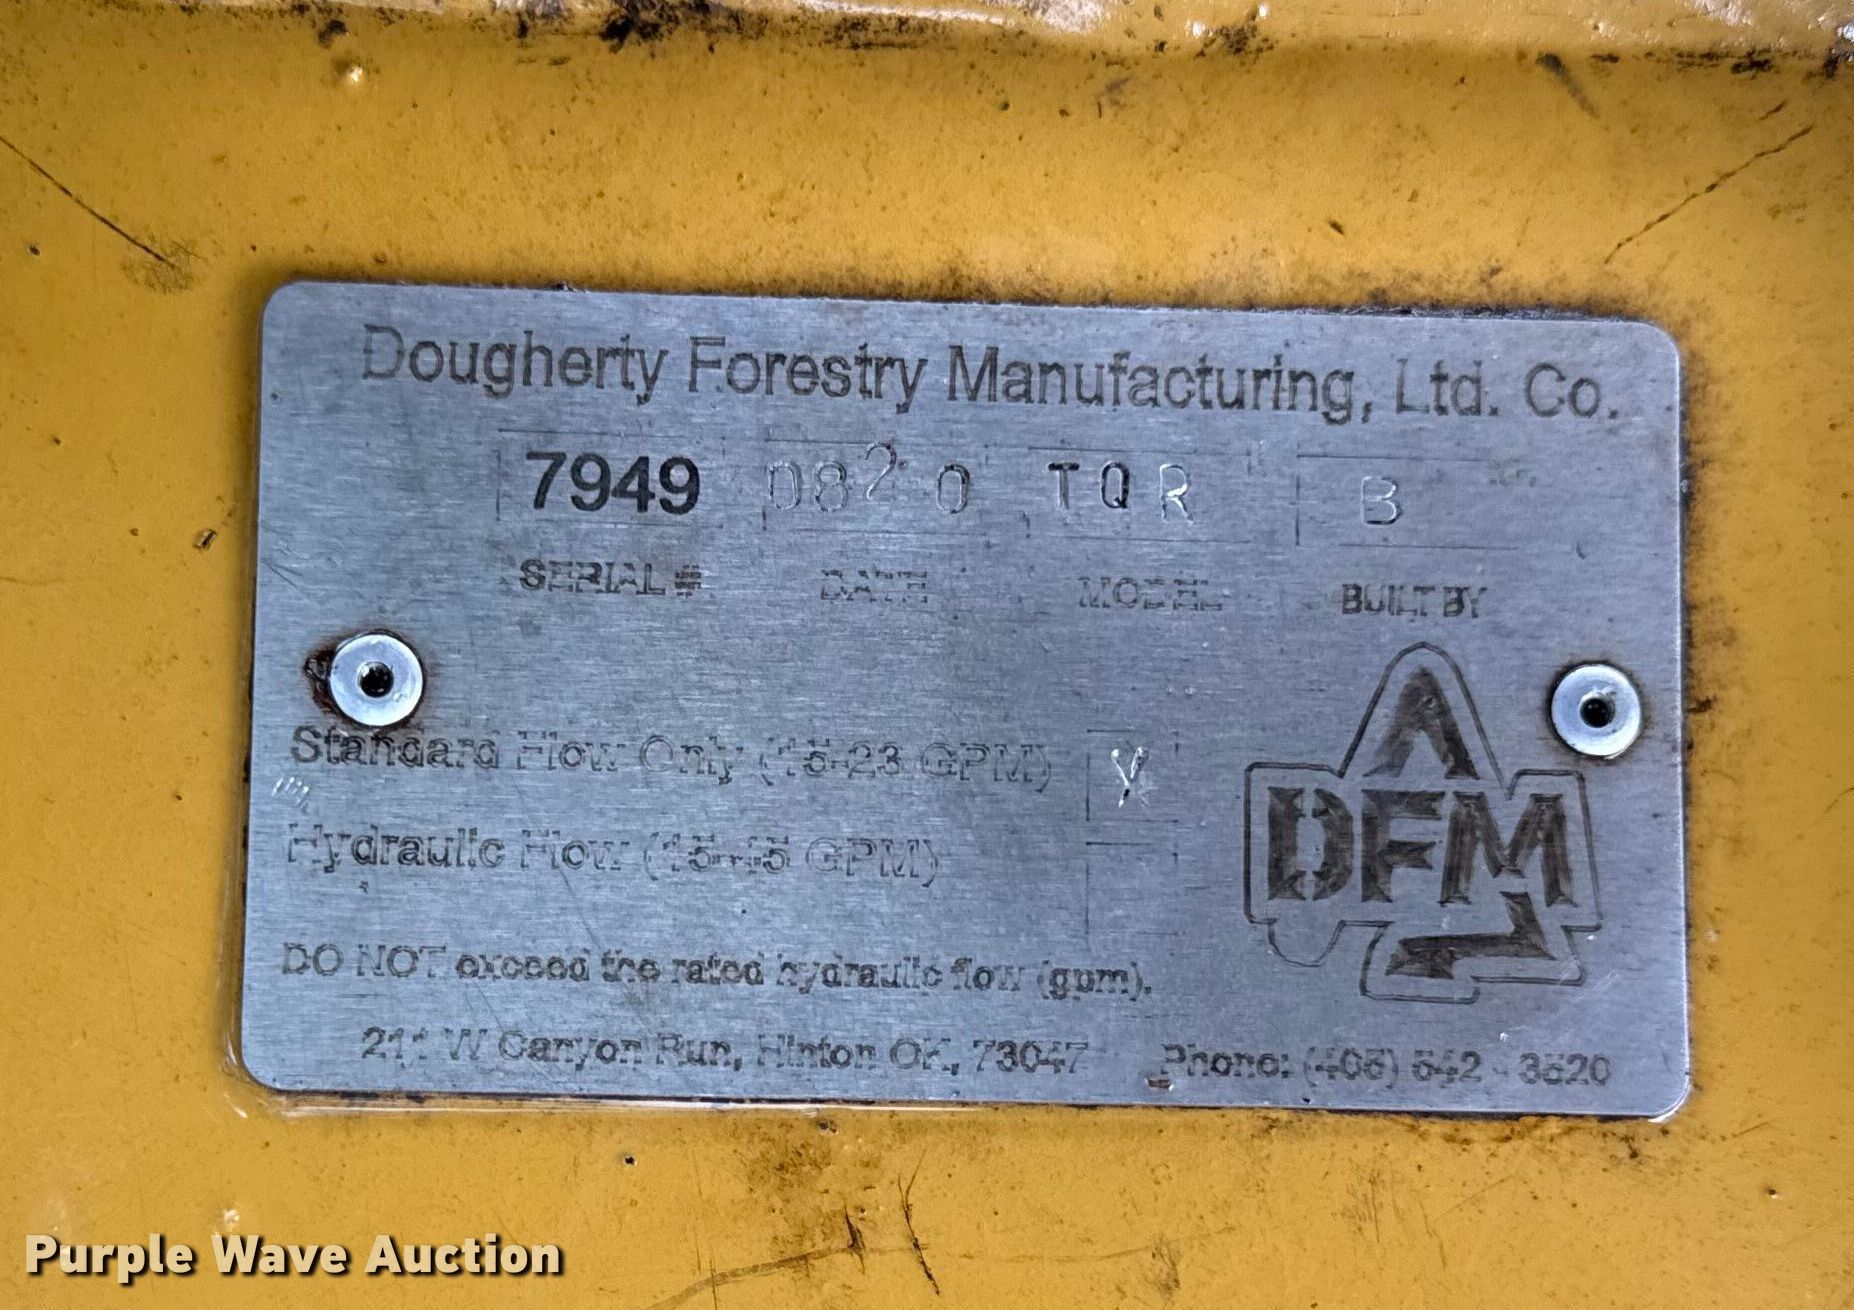 Dougherty Forestry Manufacturing, Ltd. Co.
7949 0820 TQR B
SERIAL # DATE MODEL BUILT BY
Standard Flow Only (15-23 GPM) Y
Hydraulic Flow (15-45 GPM)
DFM
DO NOT exceed the rated hydraulic flow (gpm).
211 W Canyon Run, Hinton OK, 73047 Phone: (405) 542 - 3520
Purple Wave Auction